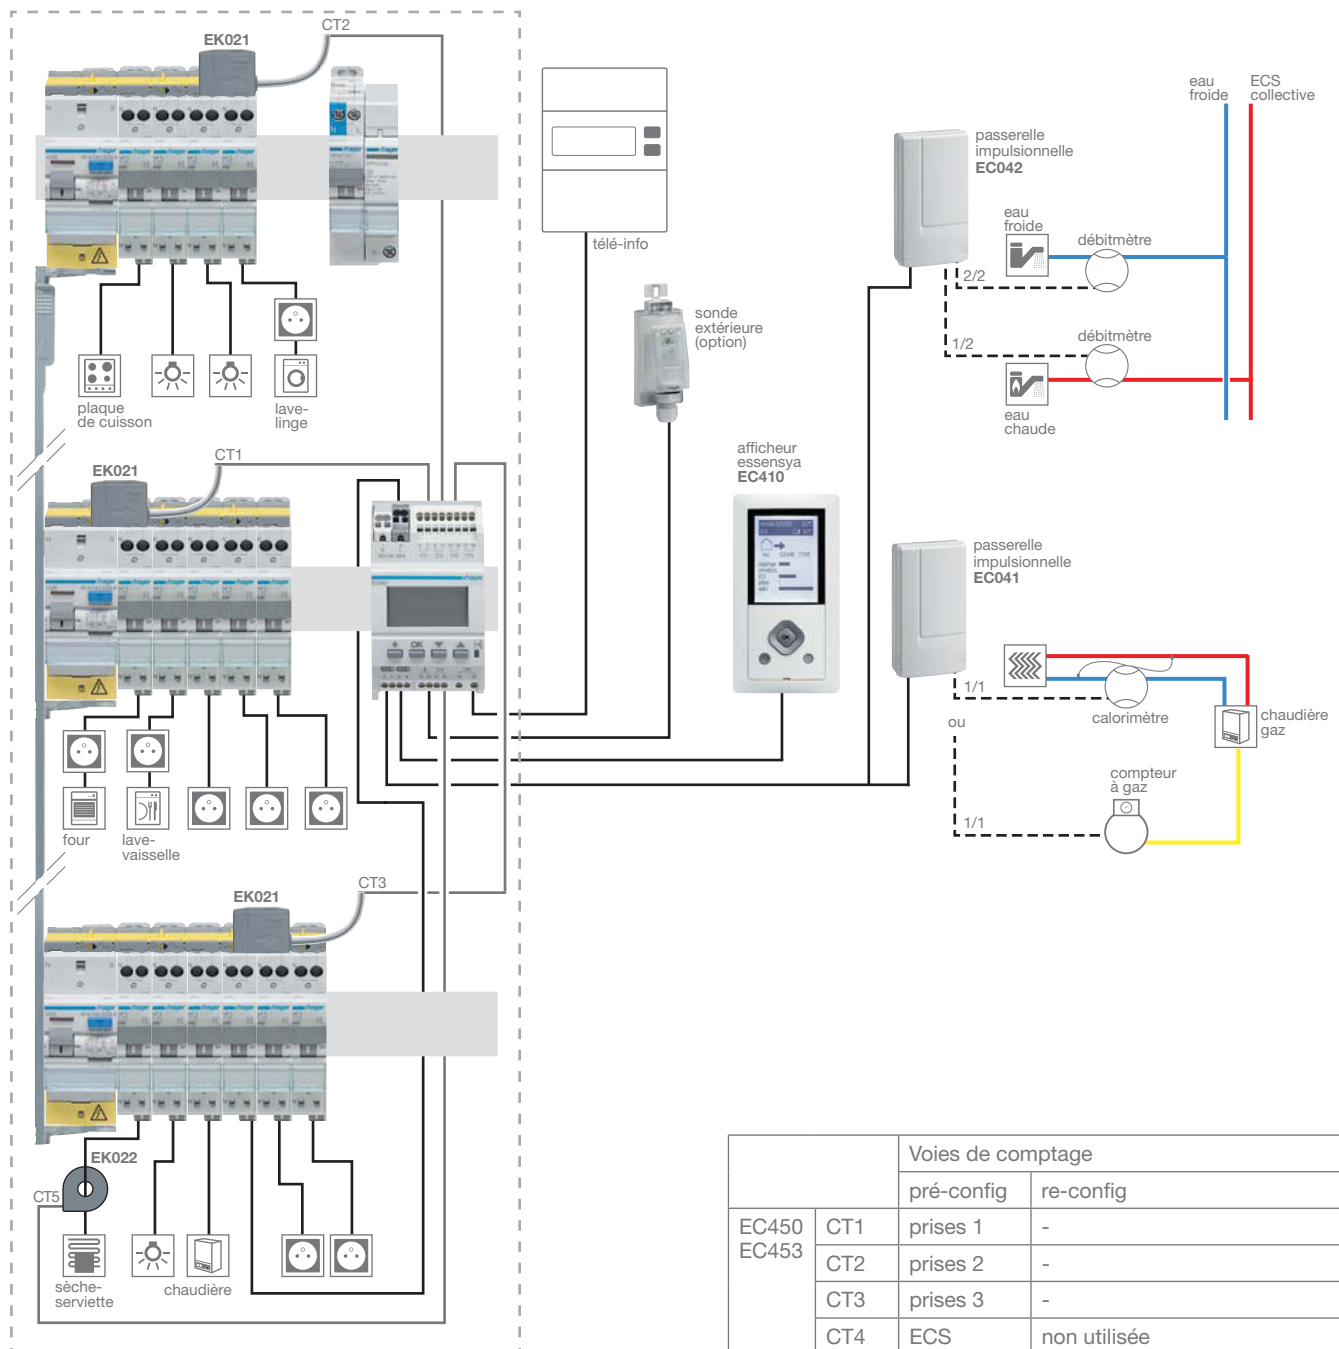 CT2
EK021
télé-info
eau
froide
ECS
collective
passerelle
impulsionnelle
EC042
eau
froide
débitmètre
2/2
1/2
débitmètre
eau
chaude
sonde
extérieure
(option)
plaque
de cuisson
lave-
linge
CT1
EK021
hager
afficheur
essensya
EC410
OK
passerelle
impulsionnelle
EC041
1/1
ou
calorimètre
chaudière
gaz
compteur
à gaz
1/1
four
lave-
vaisselle
CT3
EK021
EK022
CT5
sèche-
serviette
chaudière
Voies de comptage
pré-config re-config
EC450 CT1 prises 1 -
EC453
CT2 prises 2 -
CT3 prises 3 -
CT4 ECS non utilisée